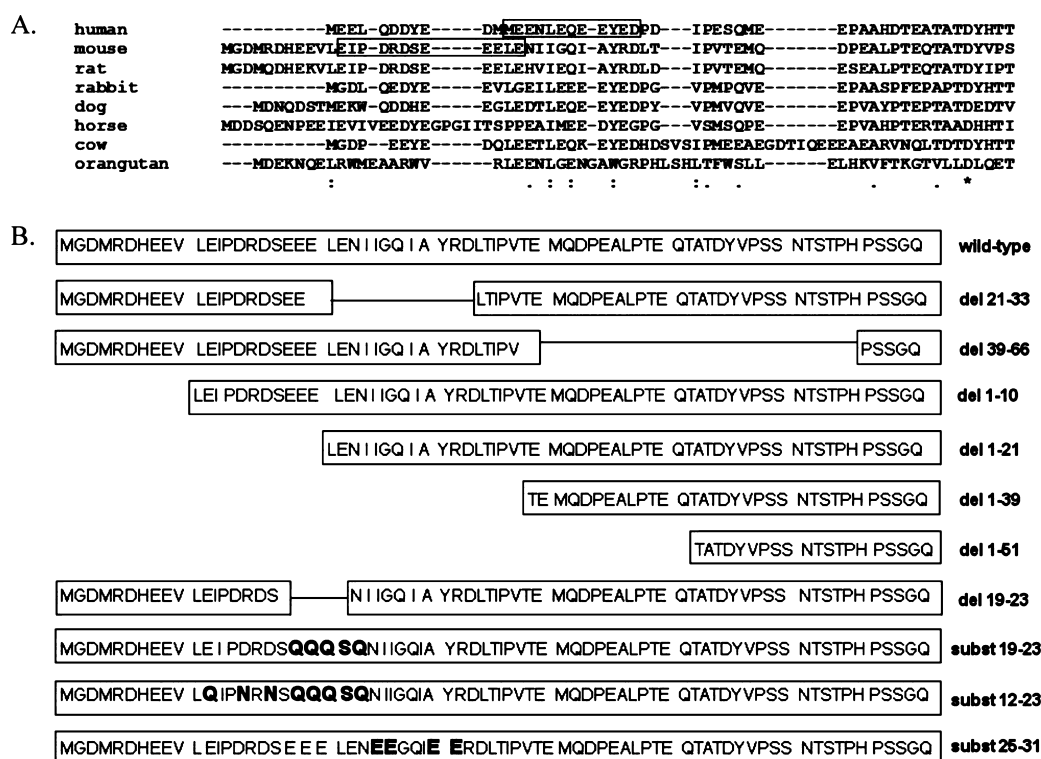 A.
human -----------MEEL-QDDYE-----DMMEENLEQE-EYEDPD---IPESQME-------EPAAHDTEATATDYHTT
mouse MGDMRDHEEVLEIP-DRDSE-----EELENIIGQI-AYRDLT---IPVTEMQ-------DPEALPTEQTATDYVPS
rat MGDMQDHEKVLEIP-DRDSE-----EELEHVIEQI-AYRDLD---IPVTEMQ-------ESEALPTEQTATDYIPT
rabbit -----------MGDL-QEDYE-----EVLGEILEEE-EYEDPG---VPMPQVE-------EPAASPFEPAPTDYHTT
dog ---MDNQDSTMEKW-QDDHE-----EGLEDTLEQE-EYEDPY---VPMVQVE-------EPVAYPTEPTATDEDTV
horse MDDSQENPEEIEVIVEEDYEGPGIITSPPEAIMEE-DYEGPG---VSMSQPE-------EPVAHPTERTAADHHTI
cow -----------MGDP-EEYE-----DQLEETLEQE-KYEDHDSVSIPMEEAEGDTIQEEEAEARVNQLTDTDYHTT
orangutan ---MDEKNQELRWMEAARWV-----RLEENLGENGAWGRPHLSHLTFWSLL-------ELHKVFTKGTVLLDLQET
: . : : : : . . . . *
B.
MGDMRDHEEV LEIPDRDSEEE LENIIGQIA YRDLTIPVTE MQDPEALPTE QTATDYVPSS NTSTPH PSSGQ wild-type
MGDMRDHEEV LEIPDRDSEE LTIPVTE MQDPEALPTE QTATDYVPSS NTSTPH PSSGQ del 21-33
MGDMRDHEEV LEIPDRDSEEE LENIIGQIA YRDLTIPV PSSGQ del 39-66
LEIPDRDSEEE LENIIGQIA YRDLTIPVTE MQDPEALPTE QTATDYVPSS NTSTPH PSSGQ del 1-10
LENIIGQIA YRDLTIPVTE MQDPEALPTE QTATDYVPSS NTSTPH PSSGQ del 1-21
TE MQDPEALPTE QTATDYVPSS NTSTPH PSSGQ del 1-39
TATDYVPSS NTSTPH PSSGQ del 1-51
MGDMRDHEEV LEIPDRDS NIIGQIA YRDLTIPVTE MQDPEALPTE QTATDYVPSS NTSTPH PSSGQ del 19-23
MGDMRDHEEV LEIPDRDSQQQSQNIIGQIA YRDLTIPVTE MQDPEALPTE QTATDYVPSS NTSTPH PSSGQ subst 19-23
MGDMRDHEEV LQIPNRNSQQQSQNIIGQIA YRDLTIPVTE MQDPEALPTE QTATDYVPSS NTSTPH PSSGQ subst 12-23
MGDMRDHEEV LEIPDRDSEEE LENEEGQIE ERDLTIPVTE MQDPEALPTE QTATDYVPSS NTSTPH PSSGQ subst 25-31